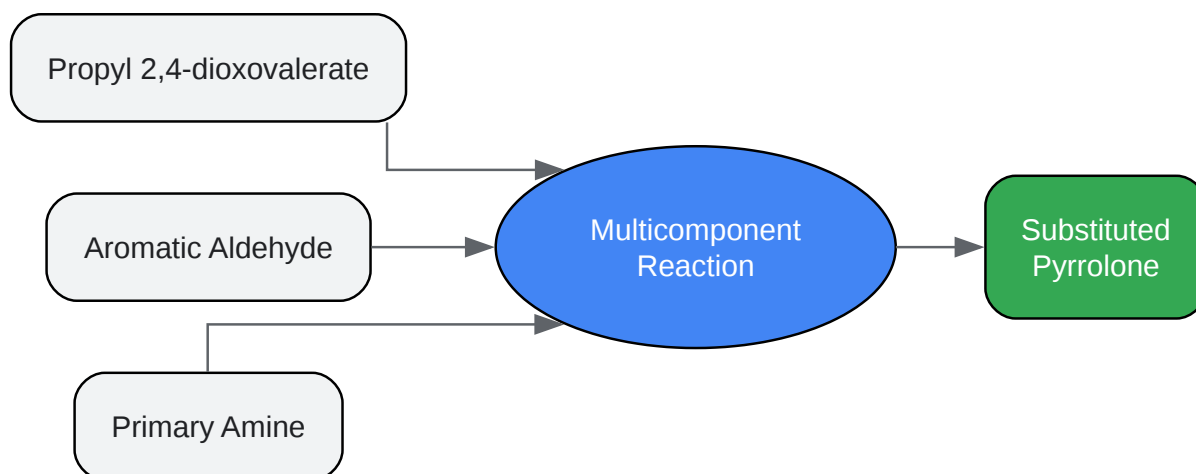 Propyl 2,4-dioxovalerate
Aromatic Aldehyde
Primary Amine
Multicomponent
Reaction
Substituted
Pyrrolone